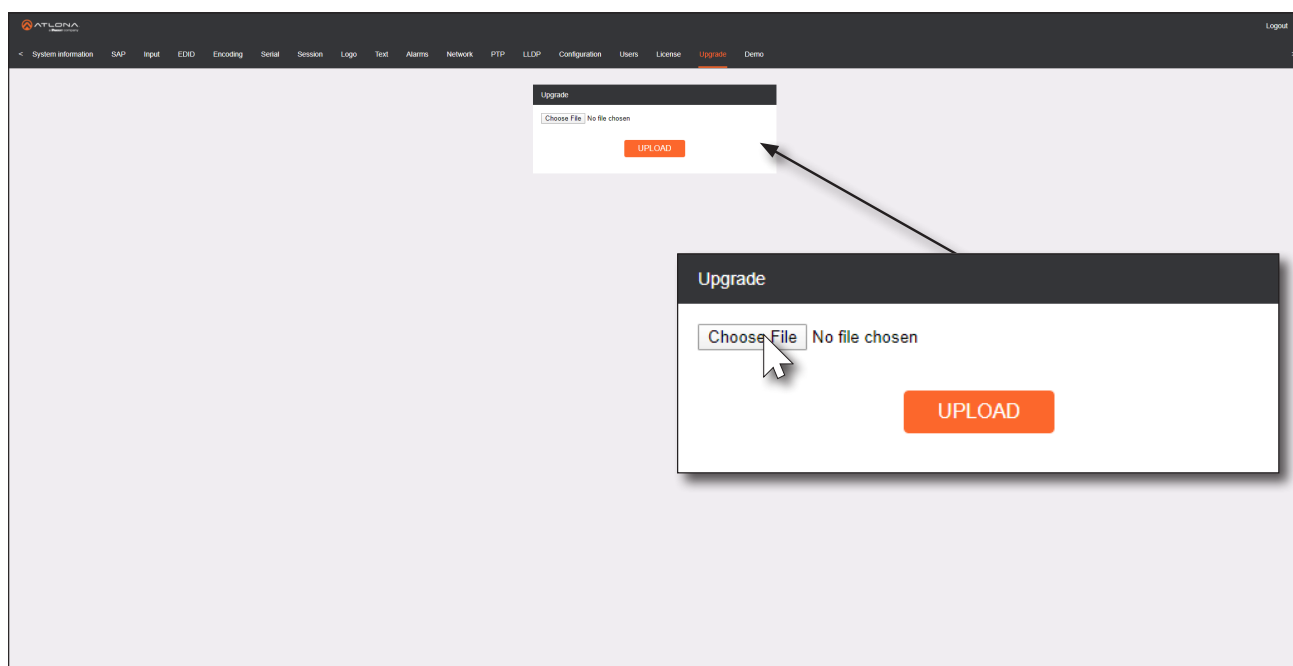 ATLONA
Logout
< System information SAP Input EDID Encoding Serial Session Logo Text Alarms Network PTP LLDP Configuration Users License Upgrade Demo >
Upgrade
Choose File No file chosen
UPLOAD
Upgrade
Choose File No file chosen
UPLOAD